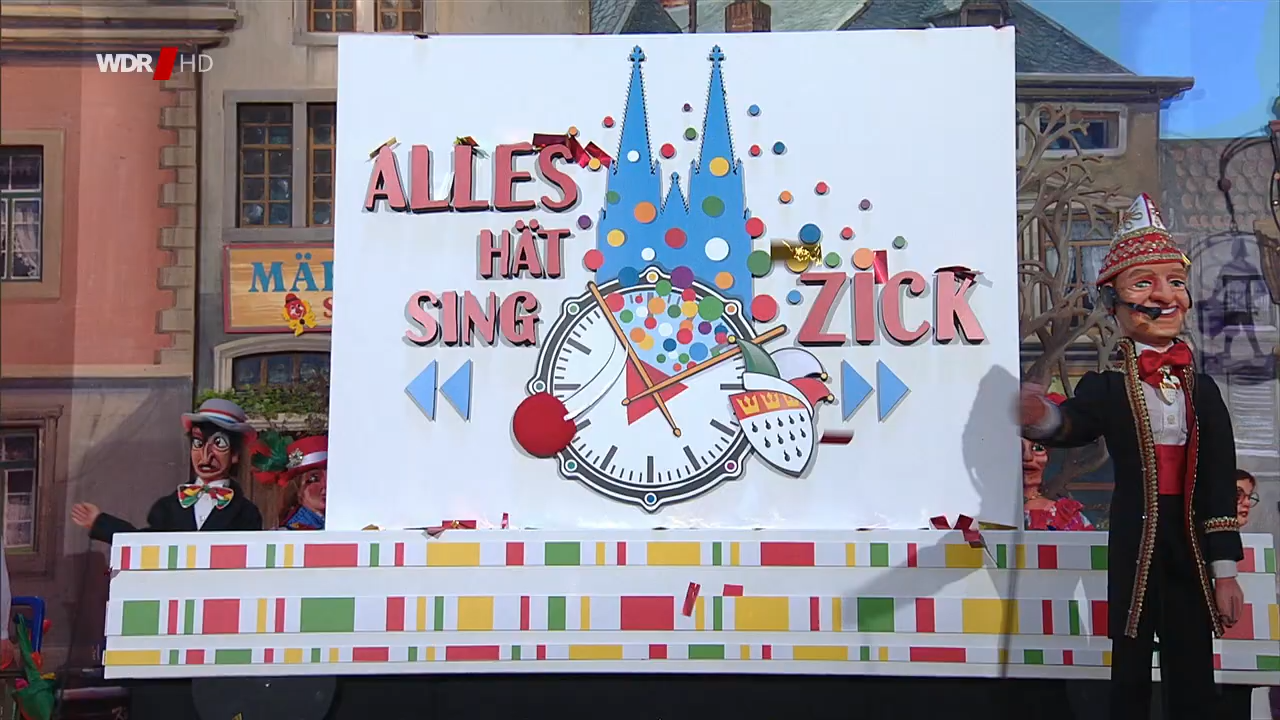 WDR HD
ALLES
HÄT
SING ZICK
MÄ